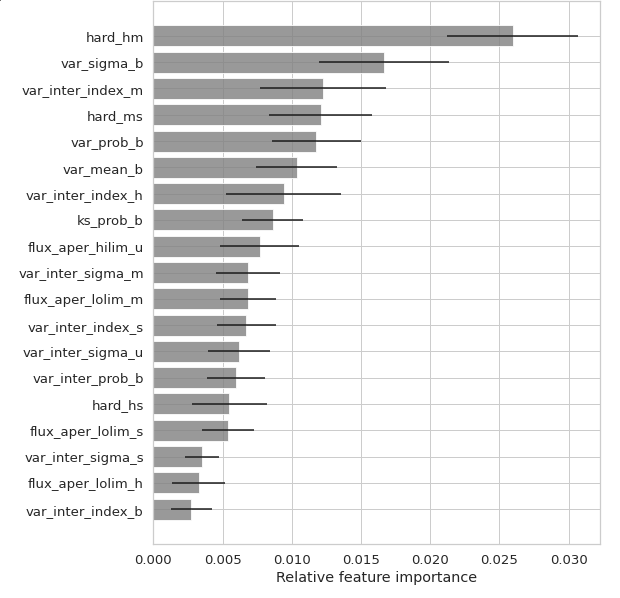 hard_hm
var_sigma_b
var_inter_index_m
hard_ms
var_prob_b
var_mean_b
var_inter_index_h
ks_prob_b
flux_aper_hilim_u
var_inter_sigma_m
flux_aper_lolim_m
var_inter_index_s
var_inter_sigma_u
var_inter_prob_b
hard_hs
flux_aper_lolim_s
var_inter_sigma_s
flux_aper_lolim_h
var_inter_index_b
0.000 0.005 0.010 0.015 0.020 0.025 0.030
Relative feature importance